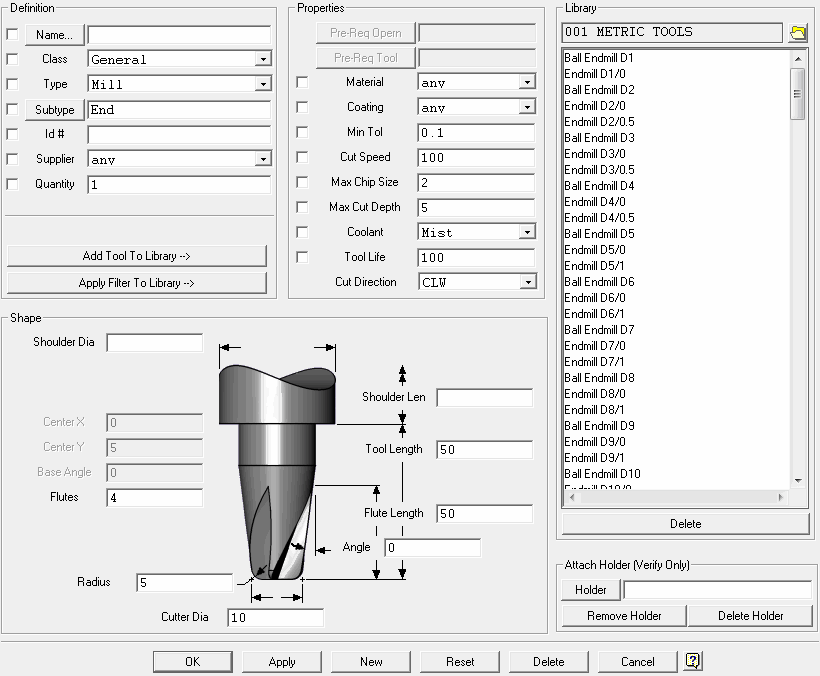 Definition
Name...
Class General
Type Mill
Subtype End
Id #
Supplier any
Quantity 1
Add Tool To Library -->
Apply Filter To Library -->
Properties
Pre-Req Opern
Pre-Req Tool
Material any
Coating any
Min Tol 0.1
Cut Speed 100
Max Chip Size 2
Max Cut Depth 5
Coolant Mist
Tool Life 100
Cut Direction CLW
Library
001 METRIC TOOLS
Ball Endmill D1
Endmill D1/0
Ball Endmill D2
Endmill D2/0
Endmill D2/0.5
Ball Endmill D3
Endmill D3/0
Endmill D3/0.5
Ball Endmill D4
Endmill D4/0
Endmill D4/0.5
Ball Endmill D5
Endmill D5/0
Endmill D5/1
Ball Endmill D6
Endmill D6/0
Endmill D6/1
Ball Endmill D7
Endmill D7/0
Endmill D7/1
Ball Endmill D8
Endmill D8/0
Endmill D8/1
Ball Endmill D9
Endmill D9/0
Endmill D9/1
Ball Endmill D10
Endmill D10/0
Delete
Shape
Shoulder Dia
Shoulder Len
Center X 0
Center Y 5
Base Angle 0
Flutes 4
Tool Length 50
Flute Length 50
Angle 0
Radius 5
Cutter Dia 10
Attach Holder (Verify Only)
Holder
Remove Holder Delete Holder
OK Apply New Reset Delete Cancel ?